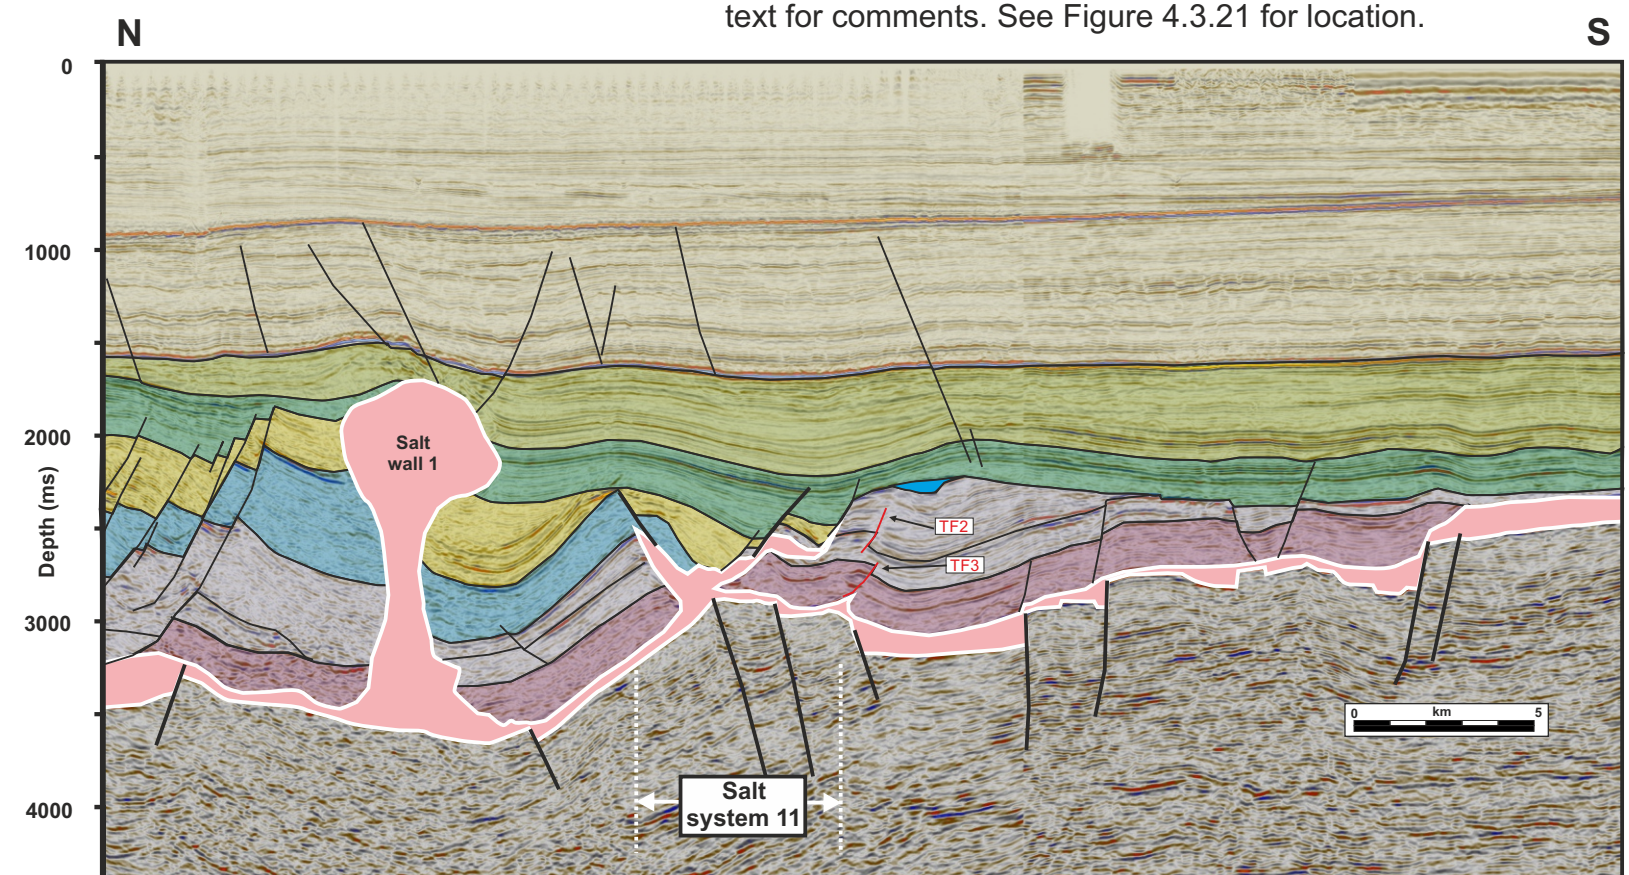 text for comments. See Figure 4.3.21 for location.
N
S
0
1000
2000
3000
4000
Depth (ms)
Salt
wall 1
TF2
TF3
0 km 5
Salt
system 11